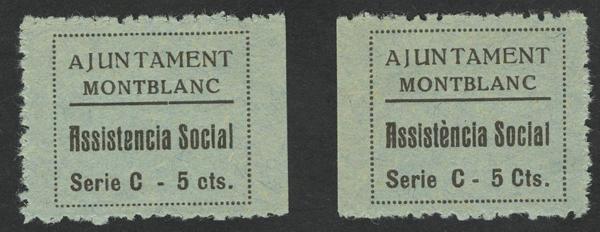 AJUNTAMENT
MONTBLANC
Assistencia Social
Serie C - 5 cts.
AJUNTAMENT
MONTBLANC
Assistència Social
Serie C - 5 Cts.